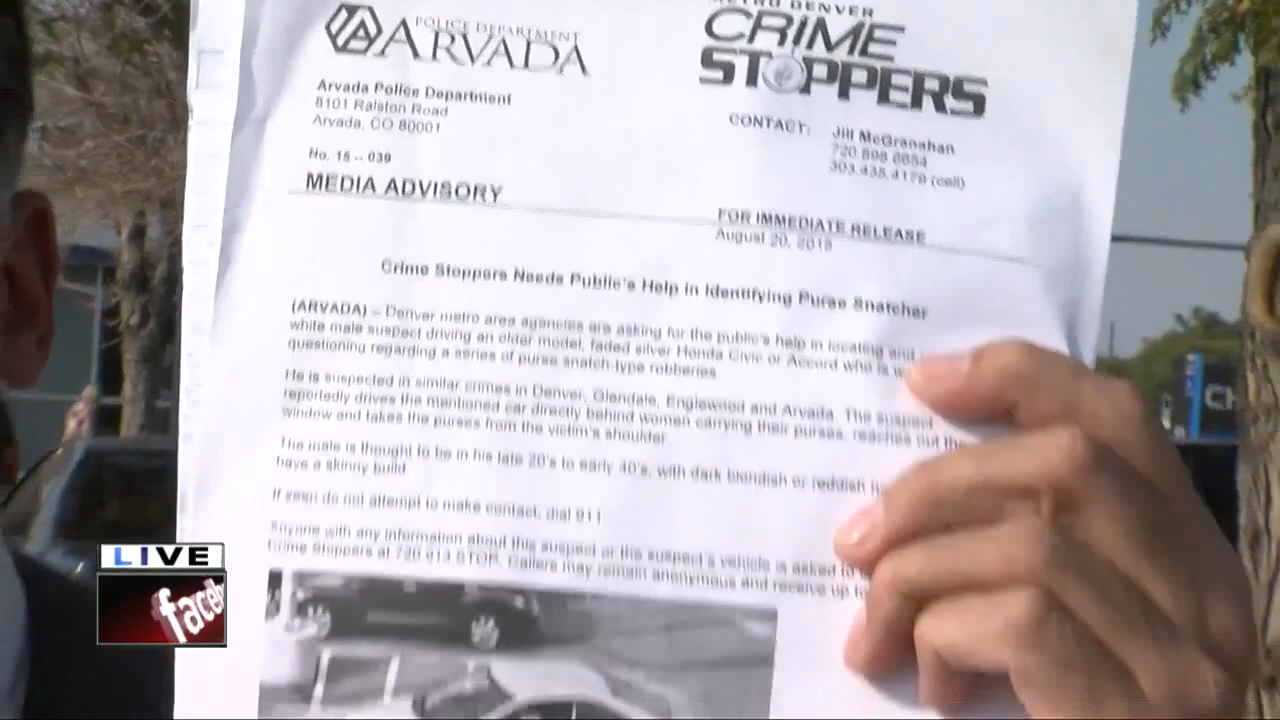 POLICE DEPARTMENT
ARVADA
METRO DENVER
CRIME
STOPPERS
Arvada Police Department
8101 Ralston Road
Arvada, CO 80001
CONTACT: Jill McGranahan
303.435.4179 (cell)
No. 15 – 039
MEDIA ADVISORY
FOR IMMEDIATE RELEASE
August 20, 2015
Crime Stoppers Needs Public's Help in Identifying Purse Snatcher
(ARVADA) – Denver metro area agencies are asking for the public's help in locating and
white male suspect driving an older model, faded silver Honda Civic or Accord who is
questioning regarding a series of purse snatch-type robberies
He is suspected in similar crimes in Denver, Glendale, Englewood and Arvada. The suspect
reportedly drives the mentioned car directly behind women carrying their purses, reaches out
window and takes the purses from the victim's shoulder.
The male is thought to be in his late 20's to early 40's, with dark blondish or reddish
have a skinny build
If seen do not attempt to make contact, dial 911
Anyone with any information about this suspect or the suspect's vehicle is asked to
Crime Stoppers at 720 913 STOP. Callers may remain anonymous and receive up to
CH
LIVE
faceb